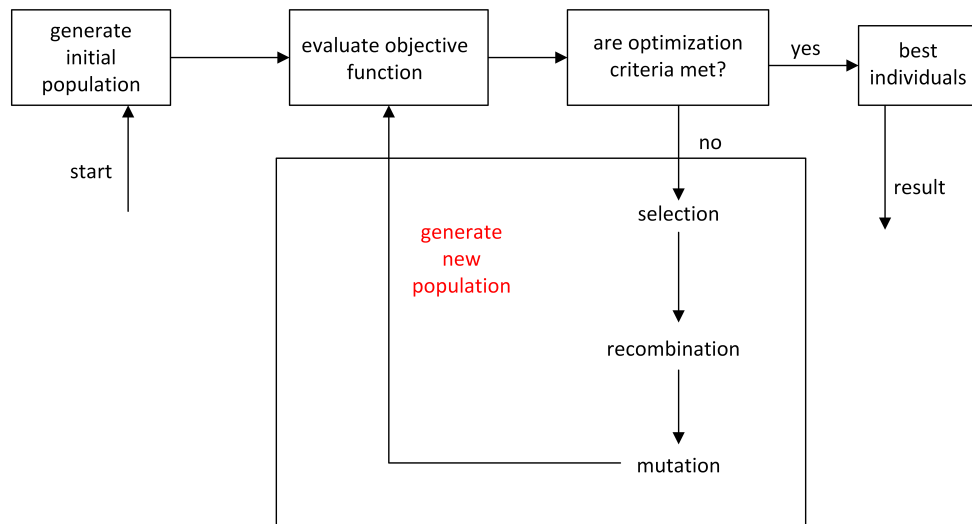 generate
initial
population
evaluate objective
function
are optimization
criteria met?
yes
best
individuals
start
no
result
selection
generate
new
population
recombination
mutation